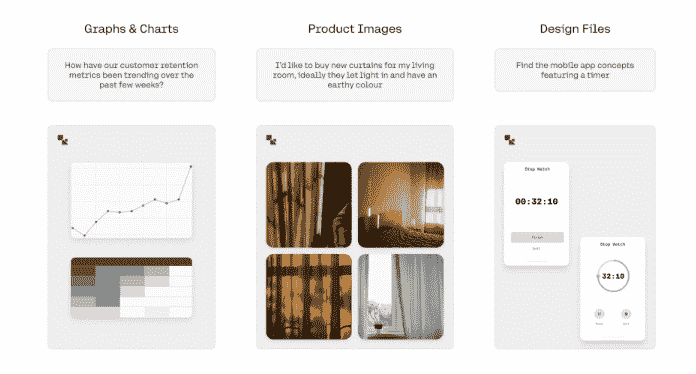 Graphs & Charts
How have our customer retention
metrics been trending over the
past few weeks?
Product Images
I'd like to buy new curtains for my living
room, ideally they let light in and have an
earthy colour
Design Files
Find the mobile app concepts
featuring a timer
Stop Watch
00:32:10
Stop Watch
32:10